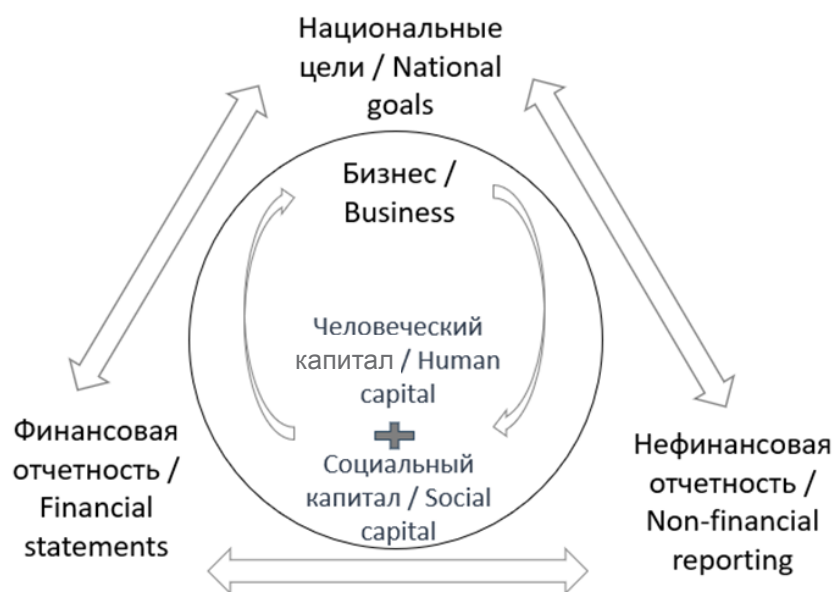 Национальные
цели / National
goals
Бизнес /
Business
Человеческий
капитал / Human
capital
Социальный
капитал / Social
capital
Финансовая
отчетность /
Financial
statements
Нефинансовая
отчетность /
Non-financial
reporting